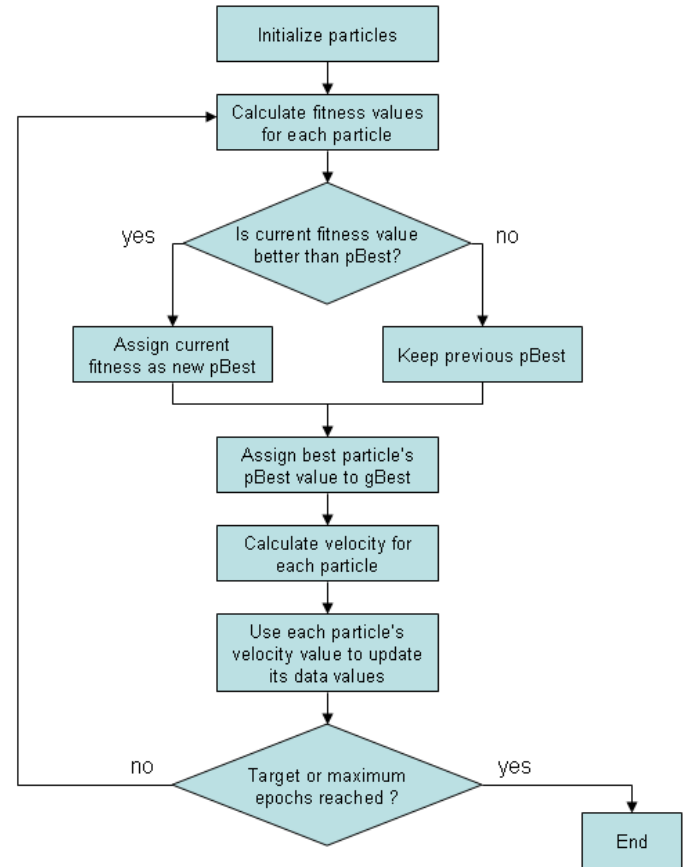 Initialize particles
Calculate fitness values
for each particle
yes
Is current fitness value
better than pBest?
no
Assign current
fitness as new pBest
Keep previous pBest
Assign best particle's
pBest value to gBest
Calculate velocity for
each particle
Use each particle's
velocity value to update
its data values
no
Target or maximum
epochs reached ?
yes
End